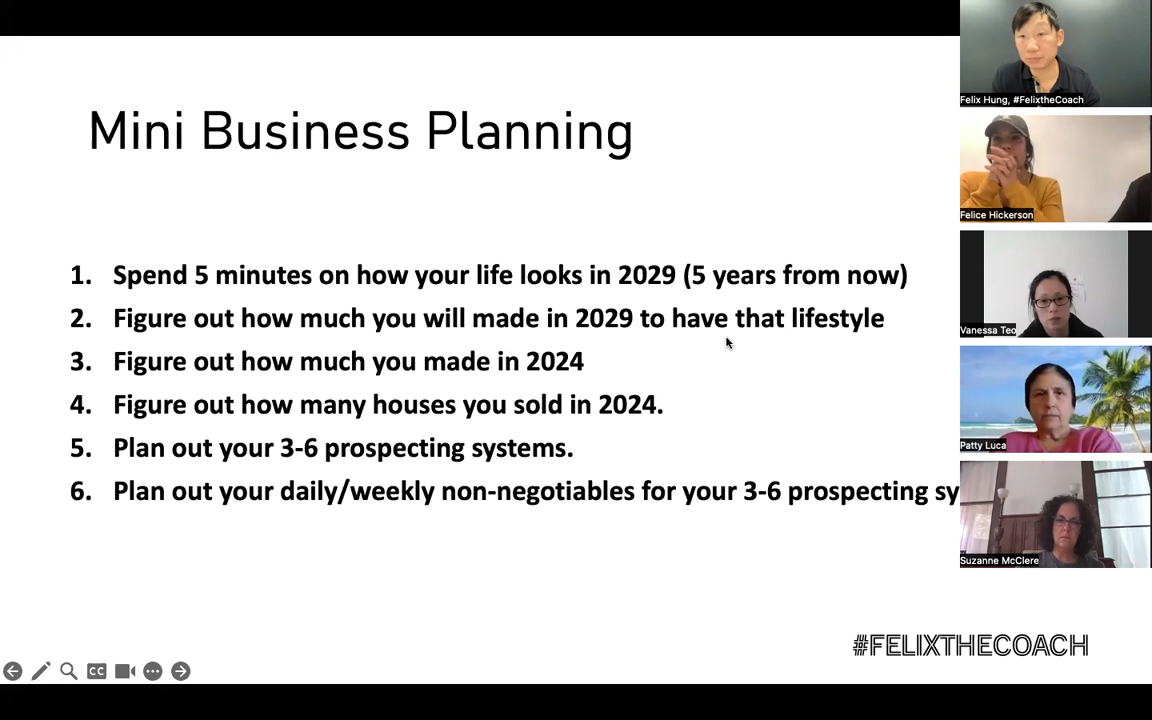 Mini Business Planning
1. Spend 5 minutes on how your life looks in 2029 (5 years from now)
2. Figure out how much you will made in 2029 to have that lifestyle
3. Figure out how much you made in 2024
4. Figure out how many houses you sold in 2024.
5. Plan out your 3-6 prospecting systems.
6. Plan out your daily/weekly non-negotiables for your 3-6 prospecting sy
#FELIXTHECOACH
CC
Felix Hung, #FelixtheCoach
Felice Hickerson
Vanessa Teo
Patty Luca
Suzanne McClere